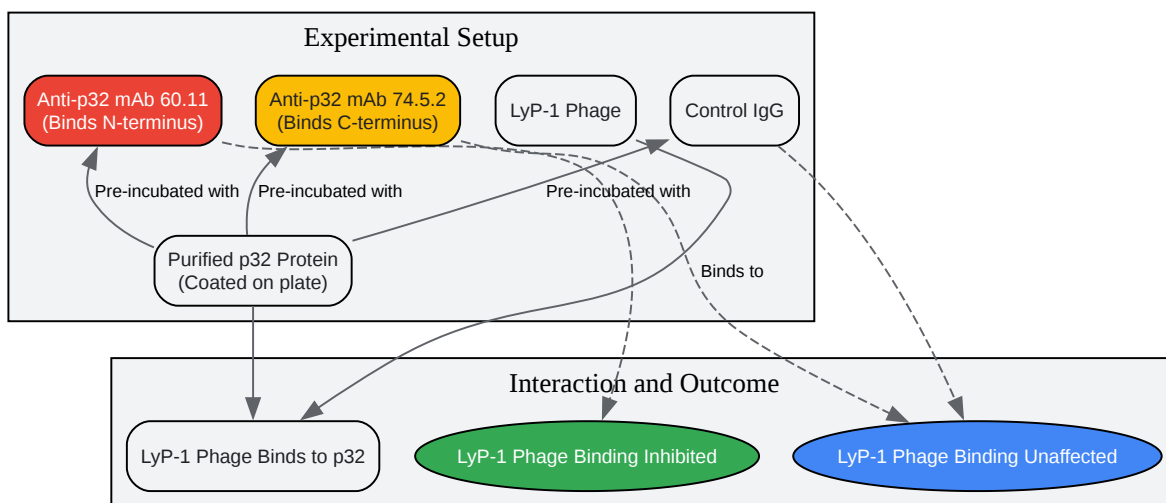 Experimental Setup
Anti-p32 mAb 60.11
(Binds N-terminus)
Anti-p32 mAb 74.5.2
(Binds C-terminus)
LyP-1 Phage
Control IgG
Pre-incubated with
Pre-incubated with
Pre-incubated with
Purified p32 Protein
(Coated on plate)
Binds to
Interaction and Outcome
LyP-1 Phage Binds to p32
LyP-1 Phage Binding Inhibited
LyP-1 Phage Binding Unaffected